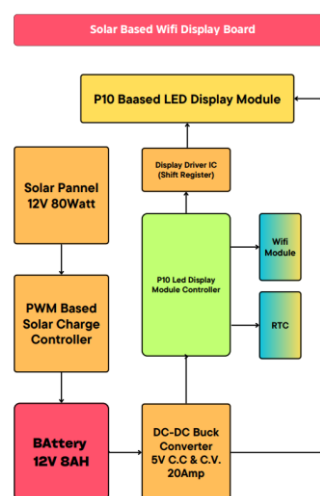 Solar Based Wifi Display Board
P10 Baased LED Display Module
Display Driver IC
(Shift Register)
Solar Pannel
12V 80Watt
P10 Led Display
Module Controller
Wifi
Module
PWM Based
Solar Charge
Controller
RTC
BAttery
12V 8AH
DC-DC Buck
Converter
5V C.C & C.V.
20Amp